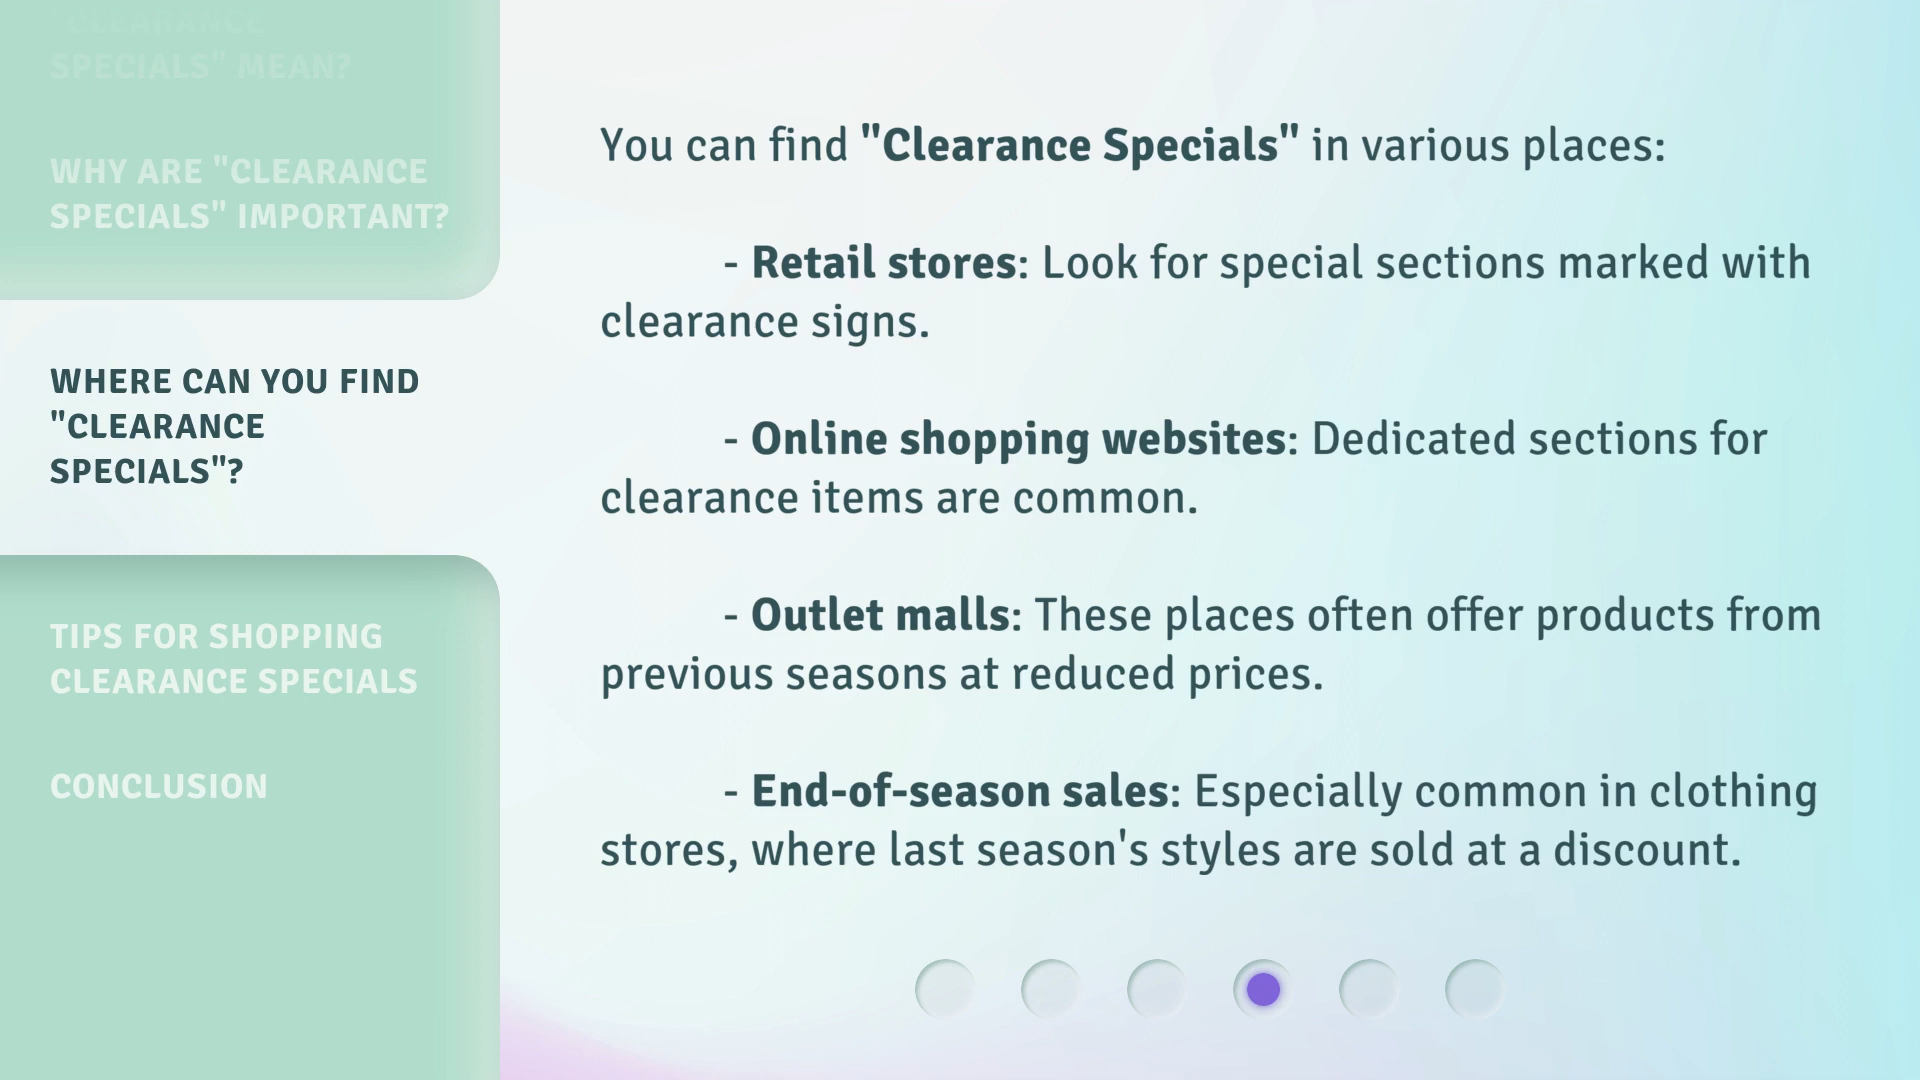 "CLEARANCE
SPECIALS" MEAN?
WHY ARE "CLEARANCE
SPECIALS" IMPORTANT?
WHERE CAN YOU FIND
"CLEARANCE
SPECIALS"?
TIPS FOR SHOPPING
CLEARANCE SPECIALS
CONCLUSION
You can find "Clearance Specials" in various places:
- Retail stores: Look for special sections marked with
clearance signs.
- Online shopping websites: Dedicated sections for
clearance items are common.
- Outlet malls: These places often offer products from
previous seasons at reduced prices.
- End-of-season sales: Especially common in clothing
stores, where last season's styles are sold at a discount.